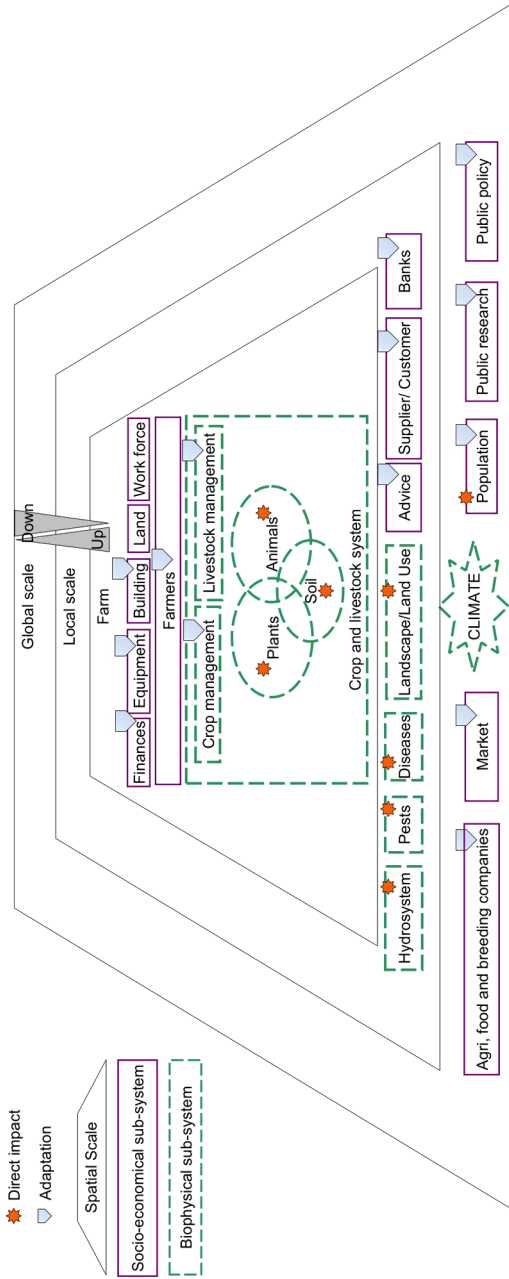 Direct impact
Adaptation
Spatial Scale
Socio-economical sub-system
Biophysical sub-system
Global scale
Down
Local scale
Up
Farm
Finances
Equipment
Building
Land
Work force
Farmers
Crop management
Livestock management
Plants
Animals
Soil
Crop and livestock system
Hydrosystem
Pests
Diseases
Landscape/Land Use
Advice
Supplier/ Customer
Banks
Agri, food and breeding companies
Market
CLIMATE
Population
Public research
Public policy